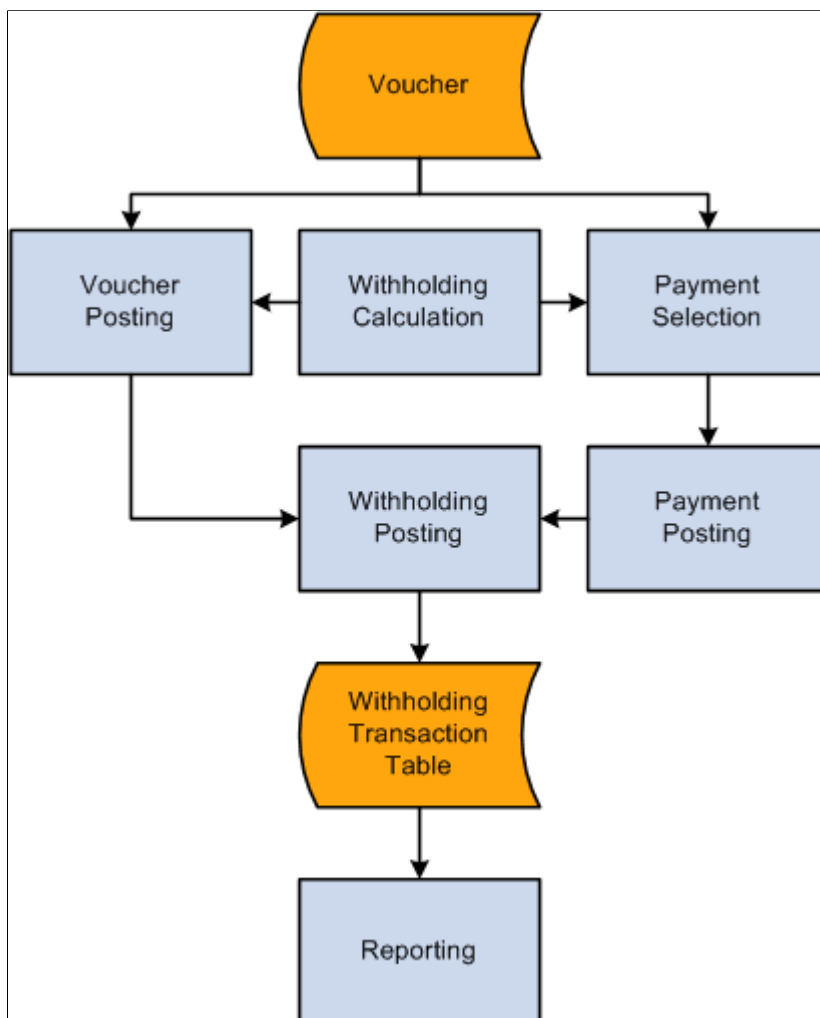 Voucher
Voucher
Posting
Withholding
Calculation
Payment
Selection
Withholding
Posting
Payment
Posting
Withholding
Transaction
Table
Reporting